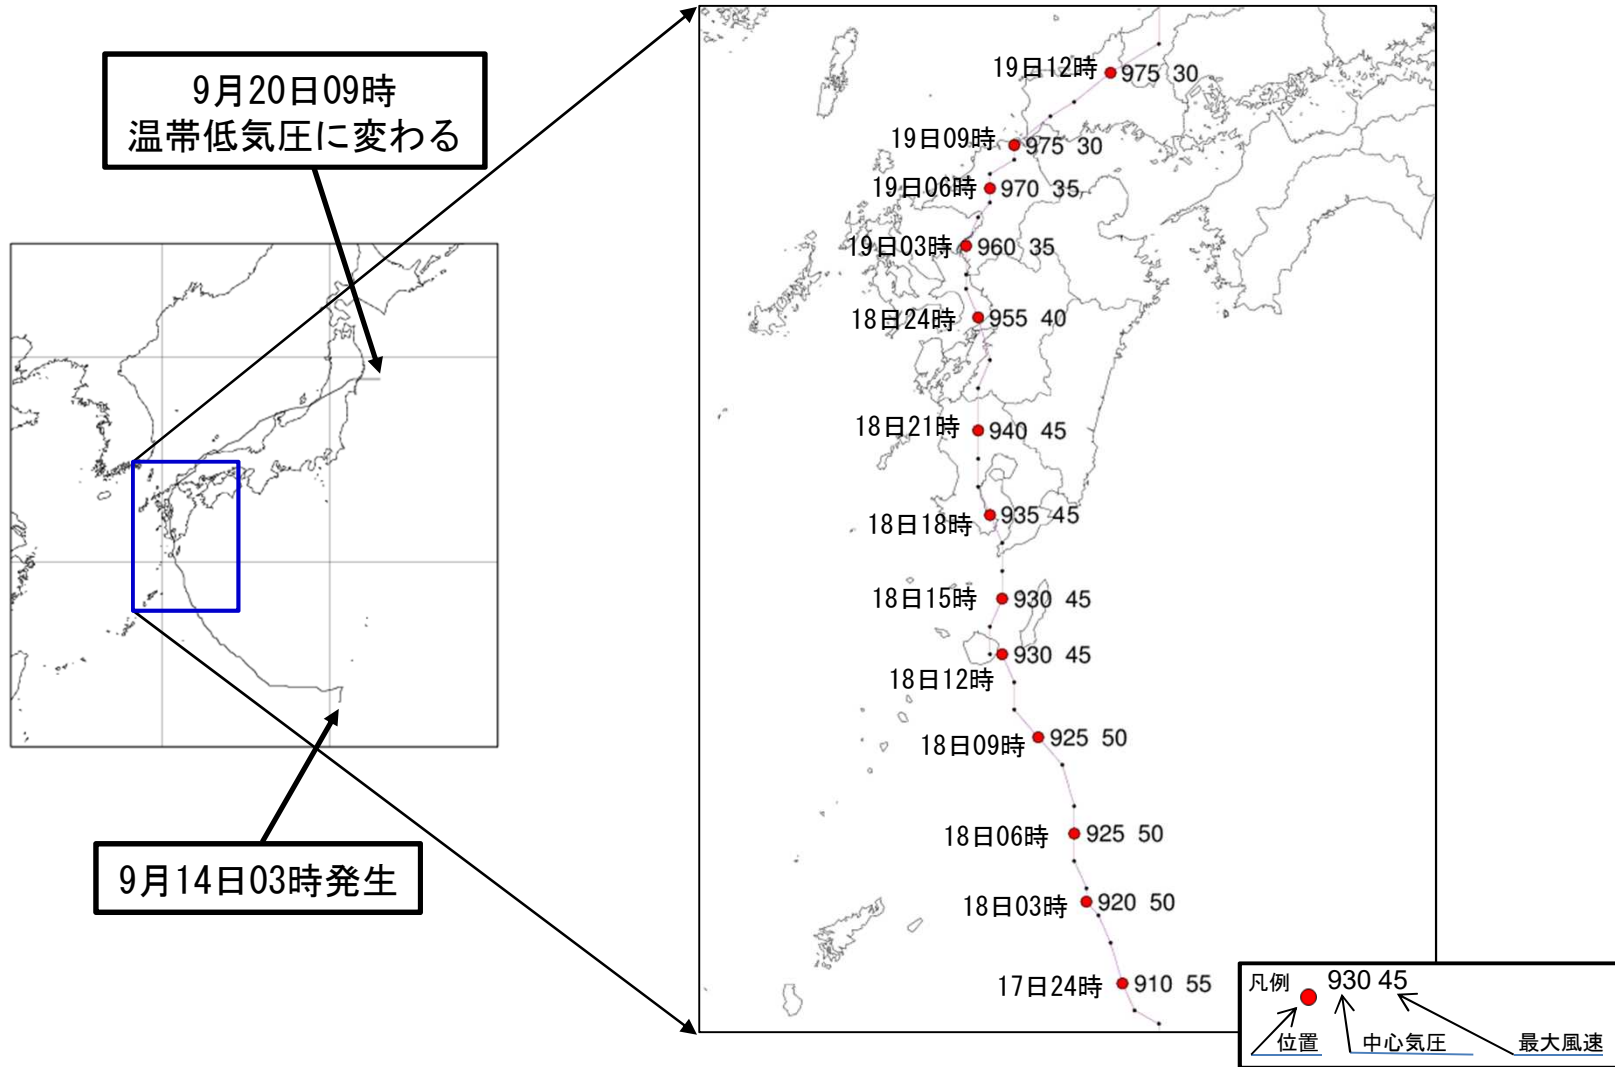 9月20日09時
温帯低気圧に変わる
9月14日03時発生
19日12時 975 30
19日09時 975 30
19日06時 970 35
19日03時 960 35
18日24時 955 40
18日21時 940 45
18日18時 935 45
18日15時 930 45
18日12時 930 45
18日09時 925 50
18日06時 925 50
18日03時 920 50
17日24時 910 55
凡例 930 45
位置 中心気圧 最大風速